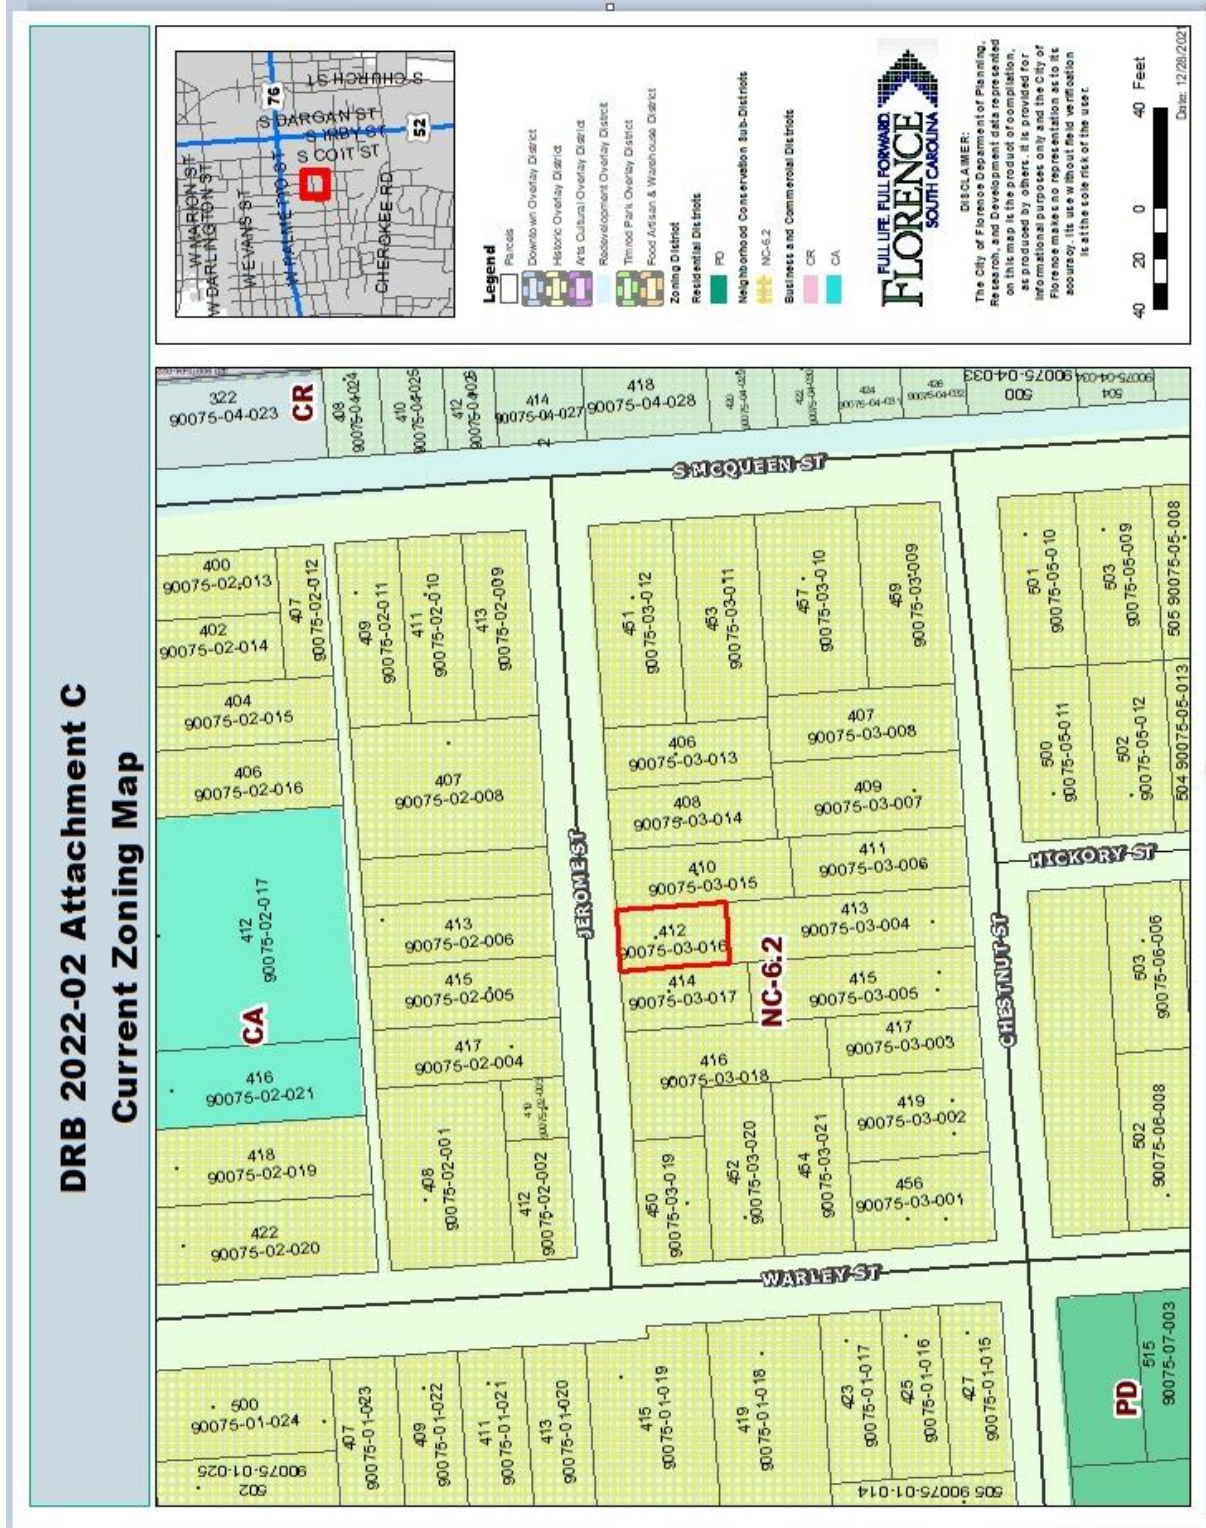 DRB 2022-02 Attachment C
Current Zoning Map
500
90075-01-024
502
90075-01-025
407
90075-01-023
409
90075-01-022
411
90075-01-021
413
90075-01-020
415
90075-01-019
419
90075-01-018
423
90075-01-017
425
90075-01-016
427
90075-01-015
505 90075-01-014
PD
515
90075-07-003
WARLEY ST
422
90075-02-020
418
90075-02-019
416
90075-02-021
CA
412
90075-02-017
406
90075-02-016
404
90075-02-015
402
90075-02-014
400
90075-02-013
407
90075-02-012
408
90075-02-001
412
90075-02-002
417
90075-02-004
415
90075-02-005
413
90075-02-006
407
90075-02-008
409
90075-02-011
411
90075-02-010
413
90075-02-009
JEROME ST
450
90075-03-019
452
90075-03-020
454
90075-03-021
456
90075-03-001
419
90075-03-002
416
90075-03-018
417
90075-03-003
414
90075-03-017
415
90075-03-005
NC-6.2
412
90075-03-016
413
90075-03-004
410
90075-03-015
411
90075-03-006
408
90075-03-014
409
90075-03-007
406
90075-03-013
407
90075-03-008
451
90075-03-012
453
90075-03-011
457
90075-03-010
459
90075-03-009
CHESTNUT ST
HICKORY ST
502
90075-06-008
503
90075-06-006
500
90075-05-011
502
90075-05-012
504 90075-05-013
501
90075-05-010
503
90075-05-009
505 90075-05-008
S MCQUEEN ST
322
90075-04-023
CR
408
90075-04-024
410
90075-04-025
412
90075-04-026
414
90075-04-027
2
418
90075-04-028
424
90075-04-031
426
90075-04-032
500
90075-04-033
504
90075-04-034
W MARION ST
W DARLINGTON ST
W EVANS ST
W PALMETTO ST
CHEROKEE RD
S COIT ST
S IRBY ST
S DARGAN ST
S CHURCH ST
76
52
Legend
Parcels
Downtown Overlay District
Historic Overlay District
Arts Cultural Overlay District
Redevelopment Overlay District
Timrod Park Overlay District
Food Artisan & Warehouse District
Zoning District
Residential Districts
PD
Neighborhood Conservation Sub-Districts
NC-6.2
Business and Commercial Districts
CR
CA
FULL LIFE. FULL FORWARD.
FLORENCE
SOUTH CAROLINA
DISCLAIMER:
The City of Florence Department of Planning,
Research, and Development data represented
on this map is the product of compilation,
as produced by others. It is provided for
informational purposes only and the City of
Florence makes no representation as to its
accuracy. Its use without field verification
is at the sole risk of the user.
40 20 0 40 Feet
Date: 12/28/2021